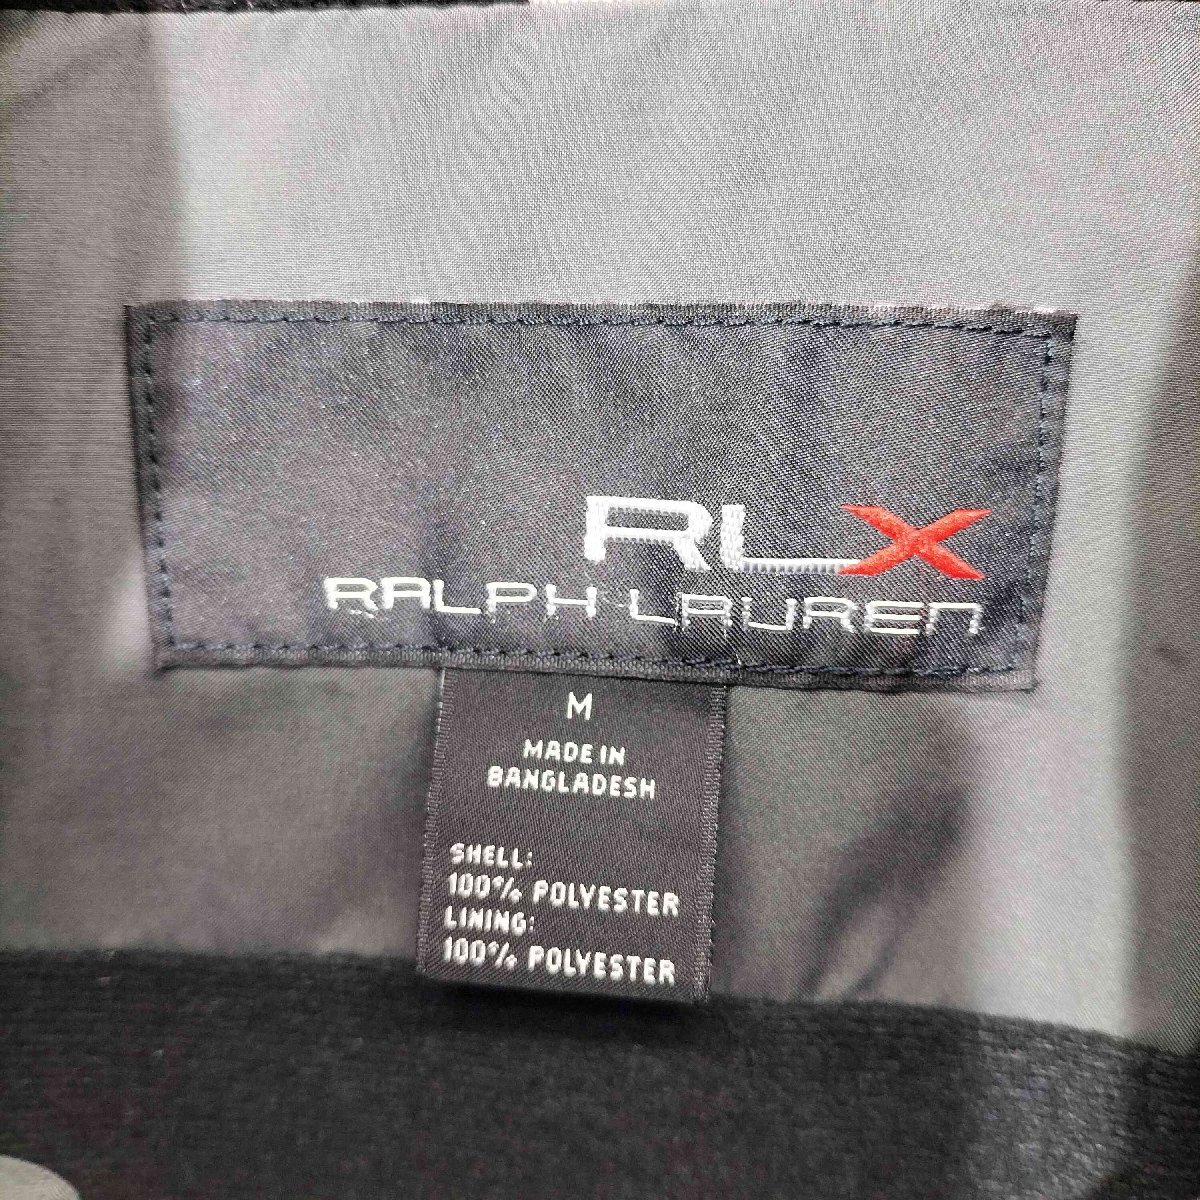 RLX
RALPH LAUREN
M
MADE IN
BANGLADESH
SHELL:
100% POLYESTER
LINING:
100% POLYESTER